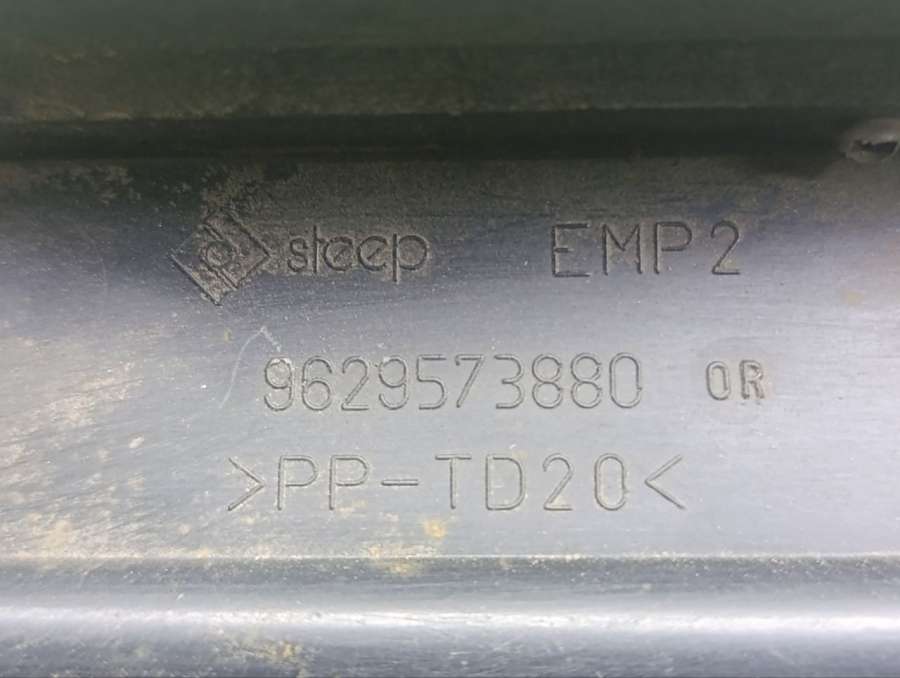 steep EMP2
9629573880 OR
>PP-TD20<